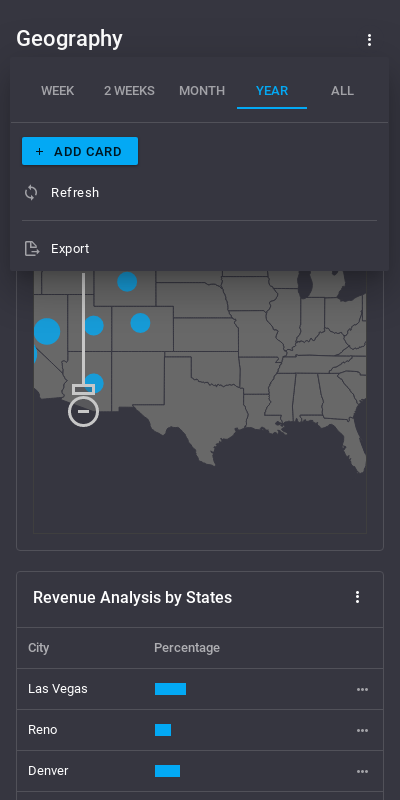 Geography
WEEK 2 WEEKS MONTH YEAR ALL
+ ADD CARD
Refresh
Export
Revenue Analysis by States
City Percentage
Las Vegas
Reno
Denver